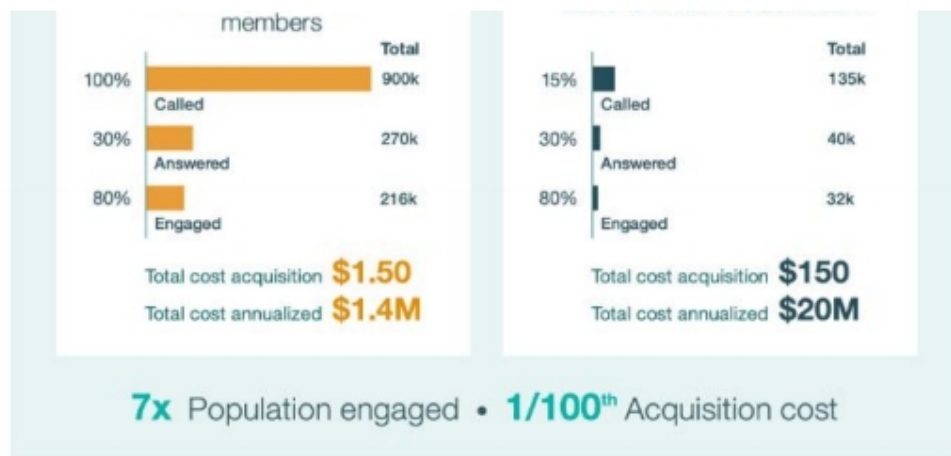 members
Total
100% 900k
Called
30% 270k
Answered
80% 216k
Engaged
Total cost acquisition $1.50
Total cost annualized $1.4M
Total
15% 135k
Called
30% 40k
Answered
80% 32k
Engaged
Total cost acquisition $150
Total cost annualized $20M
7x Population engaged • 1/100th Acquisition cost